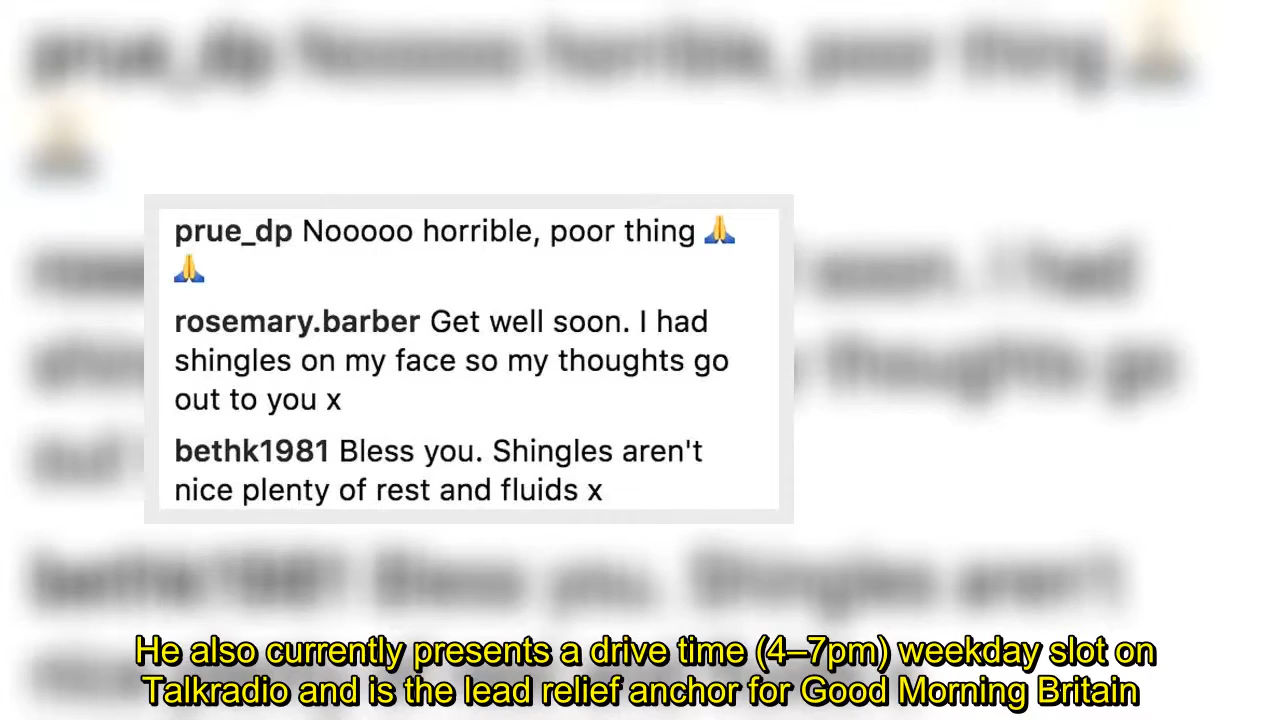 prue_dp Nooooo horrible, poor thing 🙏
🙏
rosemary.barber Get well soon. I had
shingles on my face so my thoughts go
out to you x
bethk1981 Bless you. Shingles aren't
nice plenty of rest and fluids x
He also currently presents a drive time (4–7pm) weekday slot on
Talkradio and is the lead relief anchor for Good Morning Britain